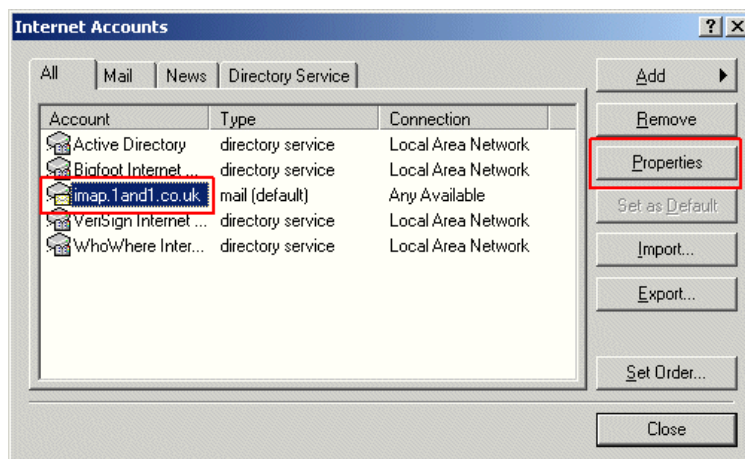 Internet Accounts
All Mail News Directory Service
Account Type Connection
Active Directory directory service Local Area Network
Bigfoot Internet ... directory service Local Area Network
imap.1and1.co.uk mail (default) Any Available
VeriSign Internet ... directory service Local Area Network
WhoWhere Inter... directory service Local Area Network
Add
Remove
Properties
Set as Default
Import...
Export...
Set Order...
Close